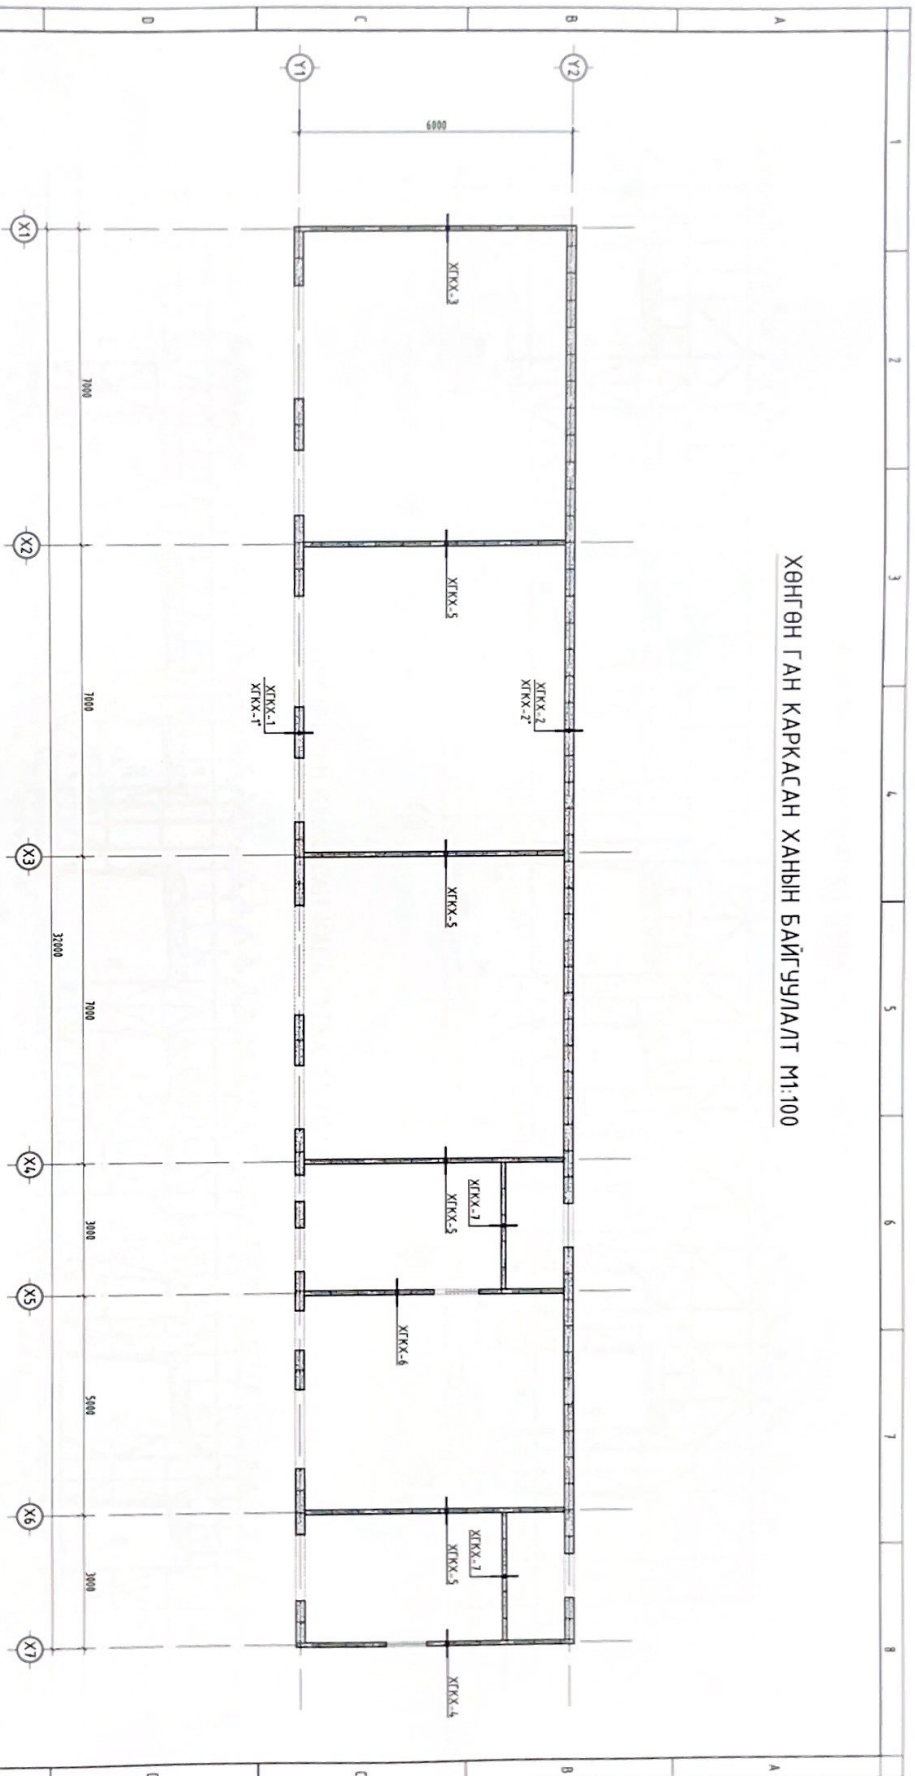 1
2
3
4
5
6
7
8
A
B
C
D
ХӨНГӨН ГАН КАРКАСАН ХАНЫН БАЙГУУЛАЛТ М1:100
Y2
Y1
6000
ХГКХ-3
ХГКХ-5
ХГКХ-2
ХГКХ-2*
ХГКХ-1
ХГКХ-1*
ХГКХ-5
ХГКХ-5
ХГКХ-7
ХГКХ-6
ХГКХ-5
ХГКХ-7
ХГКХ-4
7000
7000
7000
3000
5000
3000
32000
X1
X2
X3
X4
X5
X6
X7
A
B
C